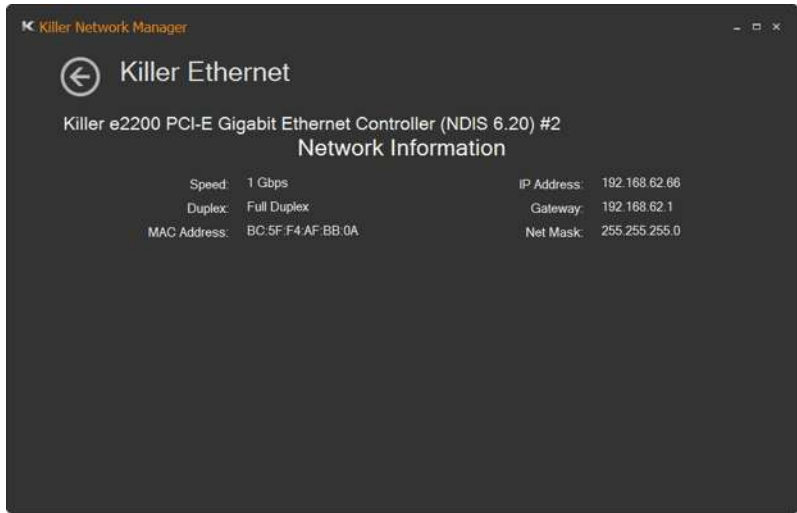 K Killer Network Manager
Killer Ethernet
Killer e2200 PCI-E Gigabit Ethernet Controller (NDIS 6.20) #2
Network Information
Speed: 1 Gbps IP Address: 192.168.62.66
Duplex: Full Duplex Gateway: 192.168.62.1
MAC Address: BC:5F:F4:AF:BB:0A Net Mask: 255.255.255.0